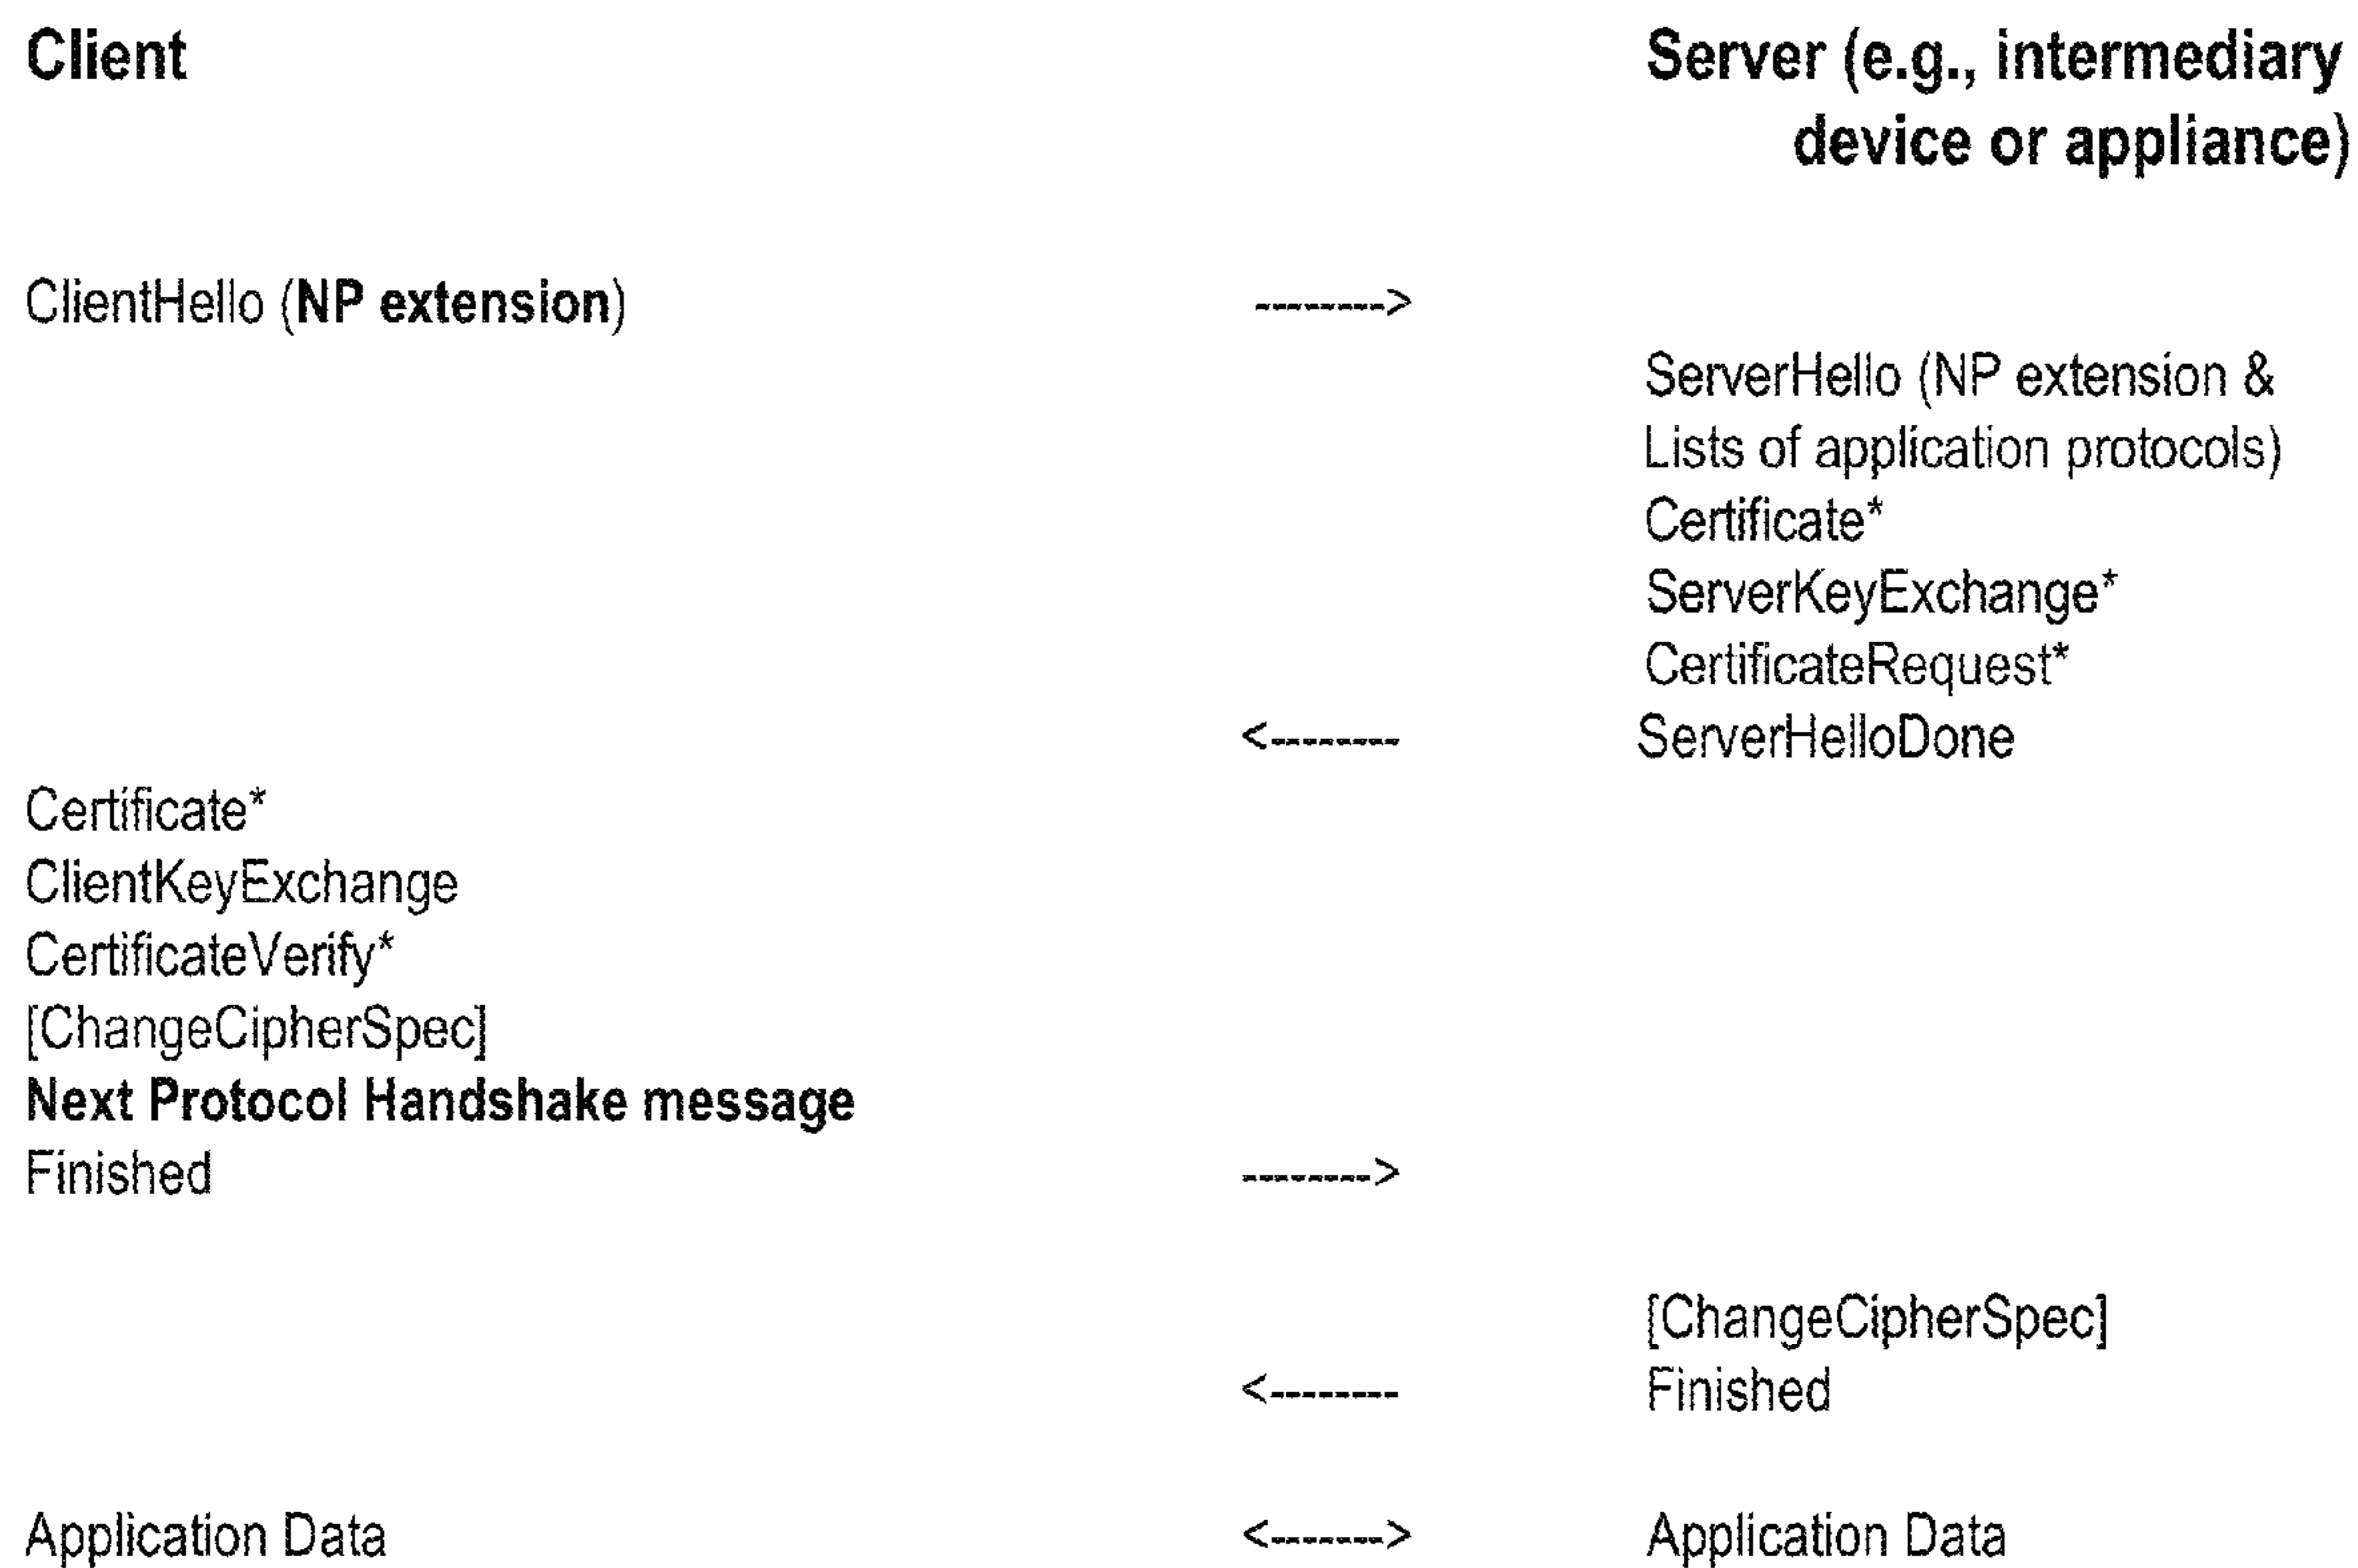 Client
Server (e.g., intermediary
device or appliance)
ClientHello (NP extension)
-------->
ServerHello (NP extension &
Lists of application protocols)
Certificate*
ServerKeyExchange*
CertificateRequest*
<--------
ServerHelloDone
Certificate*
ClientKeyExchange
CertificateVerify*
[ChangeCipherSpec]
Next Protocol Handshake message
Finished
-------->
[ChangeCipherSpec]
<--------
Finished
Application Data
<------->
Application Data